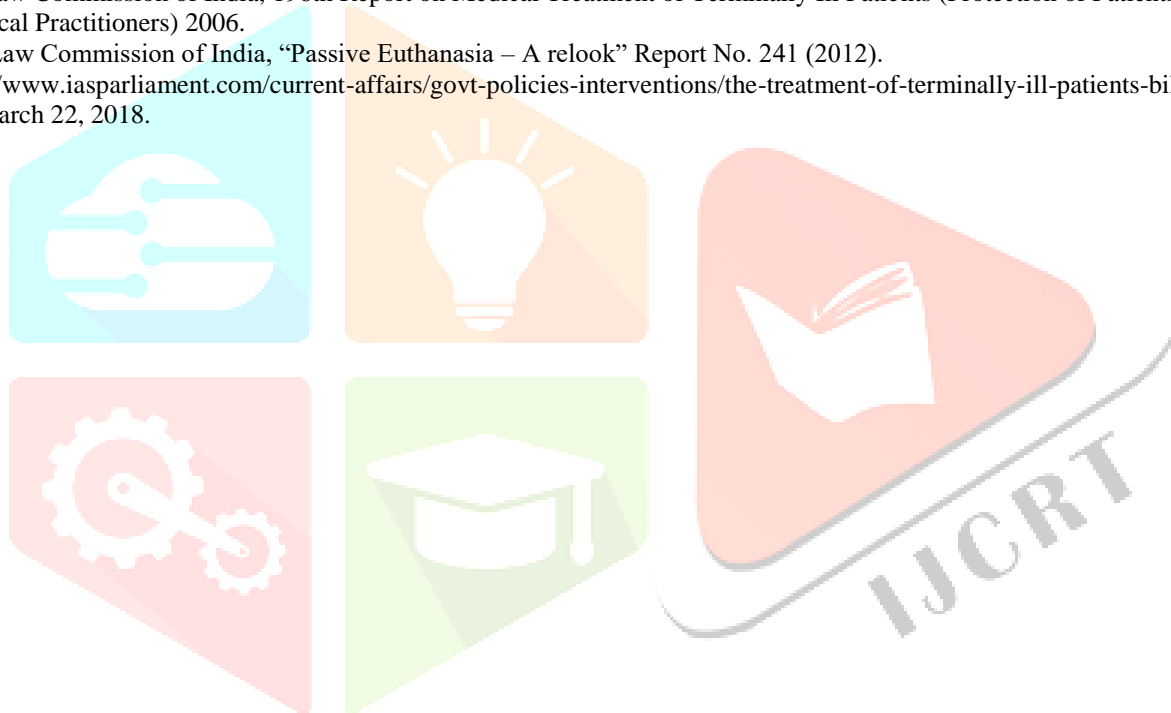 Law Commission of India, 196th Report on Medical Treatment of Terminally Ill Patients (Protection of Patients
cal Practitioners) 2006.
Law Commission of India, “Passive Euthanasia – A relook” Report No. 241 (2012).
/www.iasparliament.com/current-affairs/govt-policies-interventions/the-treatment-of-terminally-ill-patients-bil
arch 22, 2018.
IJCRT